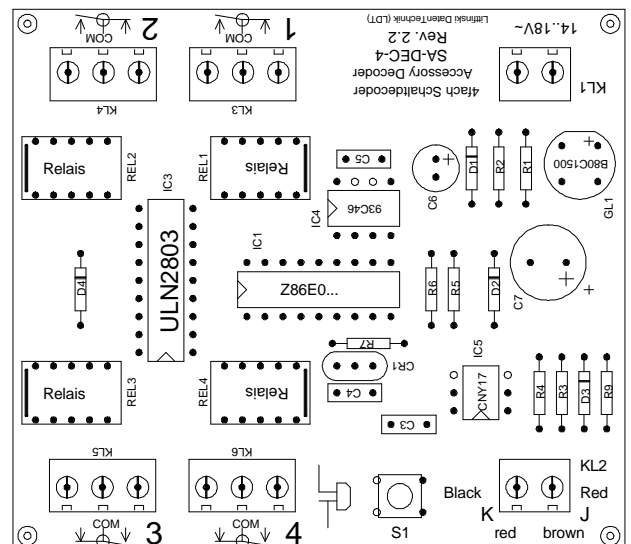 COM
2
COM
1
Littfinski DatenTechnik (LDT)
Rev. 2.2
SA-DEC-4
Accessory Decoder
4fach Schaltdecoder
14..18V~
KL4
KL3
KL1
Relais
REL2
IC3
REL1
Relais
C5
C6
D1
R2
R1
B80C1500
GL1
IC4
93C46
ULN2803
IC1
Z86E0...
D4
R6
R5
D2
C7
R7
CR1
IC5
CNY17
Relais
REL3
REL4
Relais
C4
C3
R4
R3
D3
R9
KL5
KL6
KL2
Black
Red
K
J
COM
3
COM
4
S1
red
brown